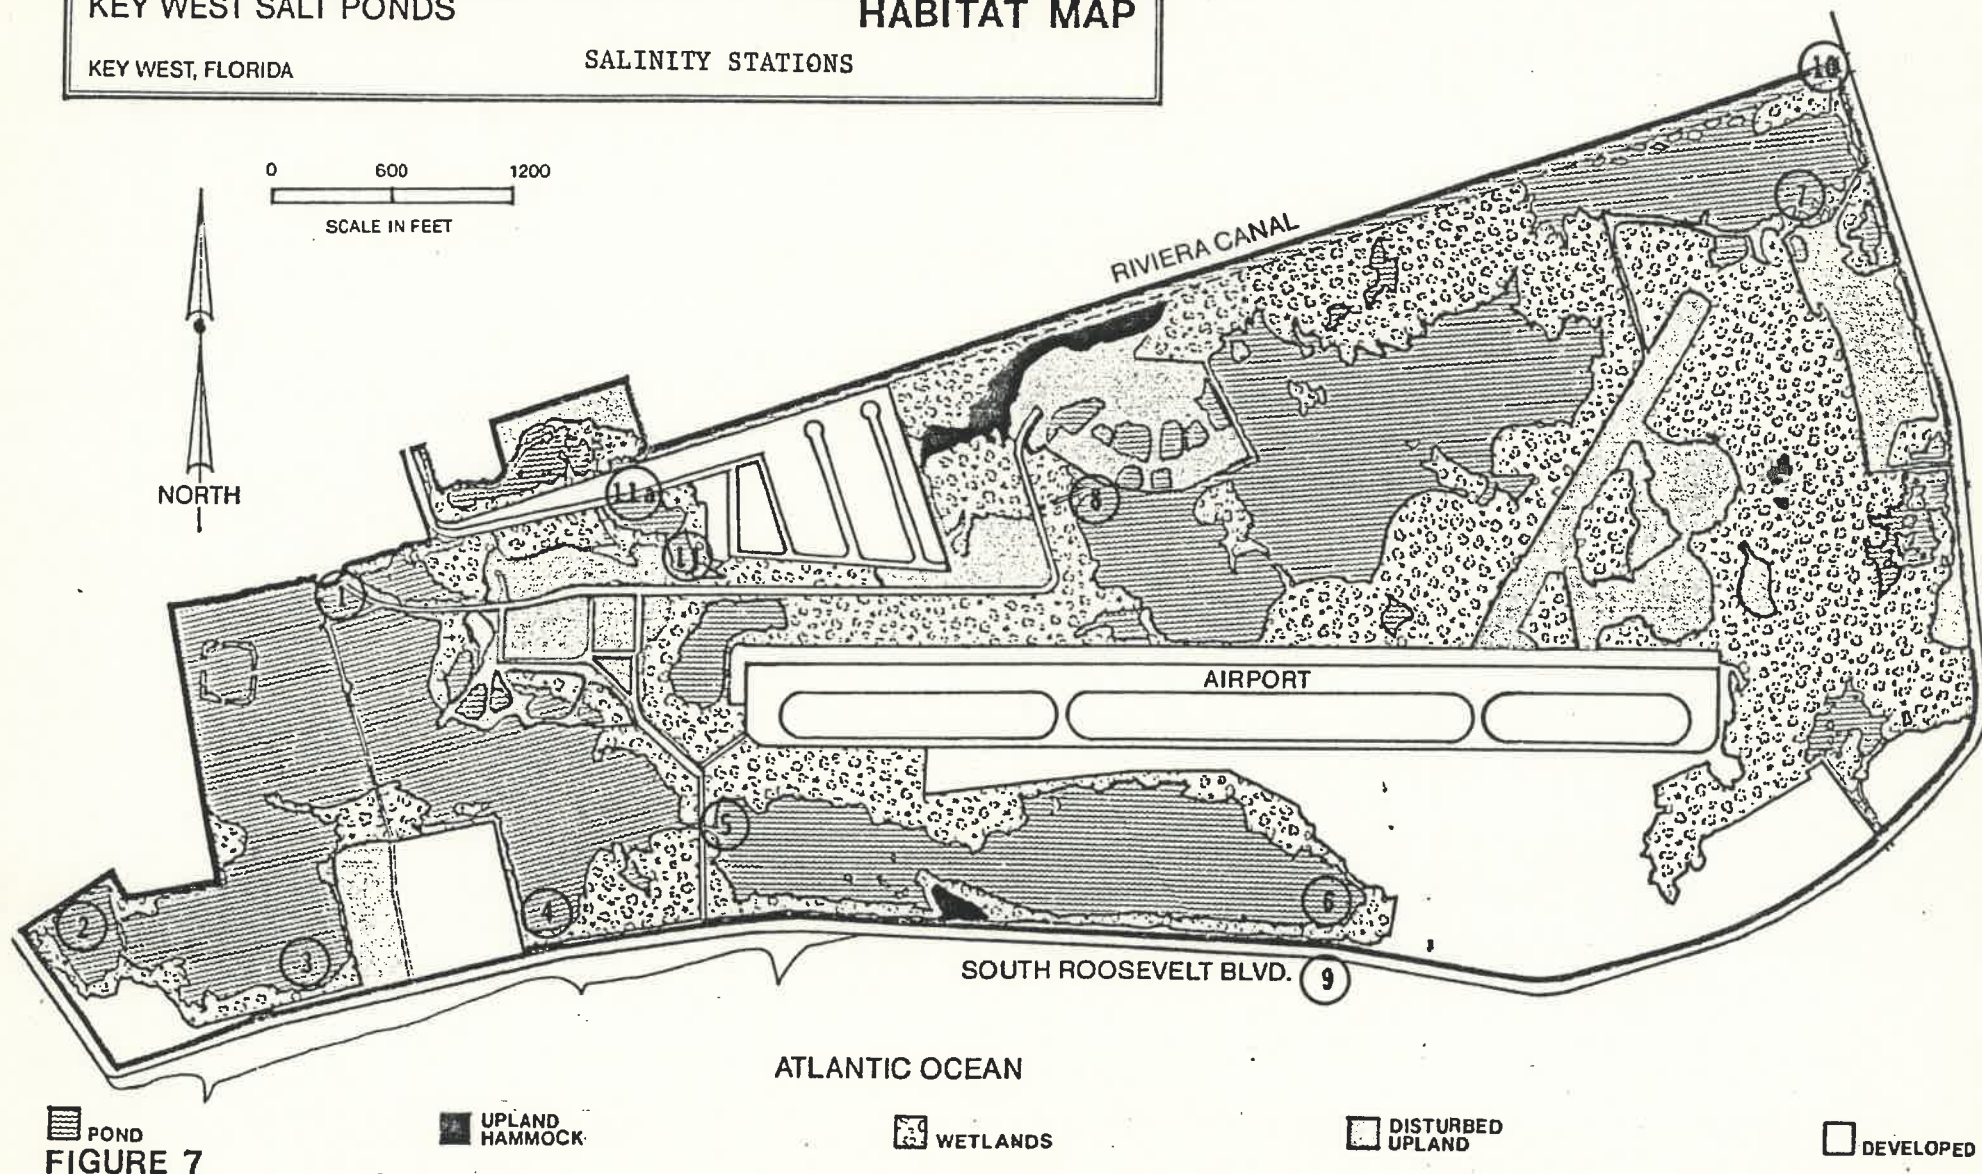 KEY WEST SALT PONDS
HABITAT MAP
KEY WEST, FLORIDA
SALINITY STATIONS
0 600 1200
SCALE IN FEET
NORTH
RIVIERA CANAL
10
7
11a
8
11
1
AIRPORT
5
6
4
2
3
SOUTH ROOSEVELT BLVD.
9
ATLANTIC OCEAN
POND
UPLAND
HAMMOCK
WETLANDS
DISTURBED
UPLAND
DEVELOPED
FIGURE 7